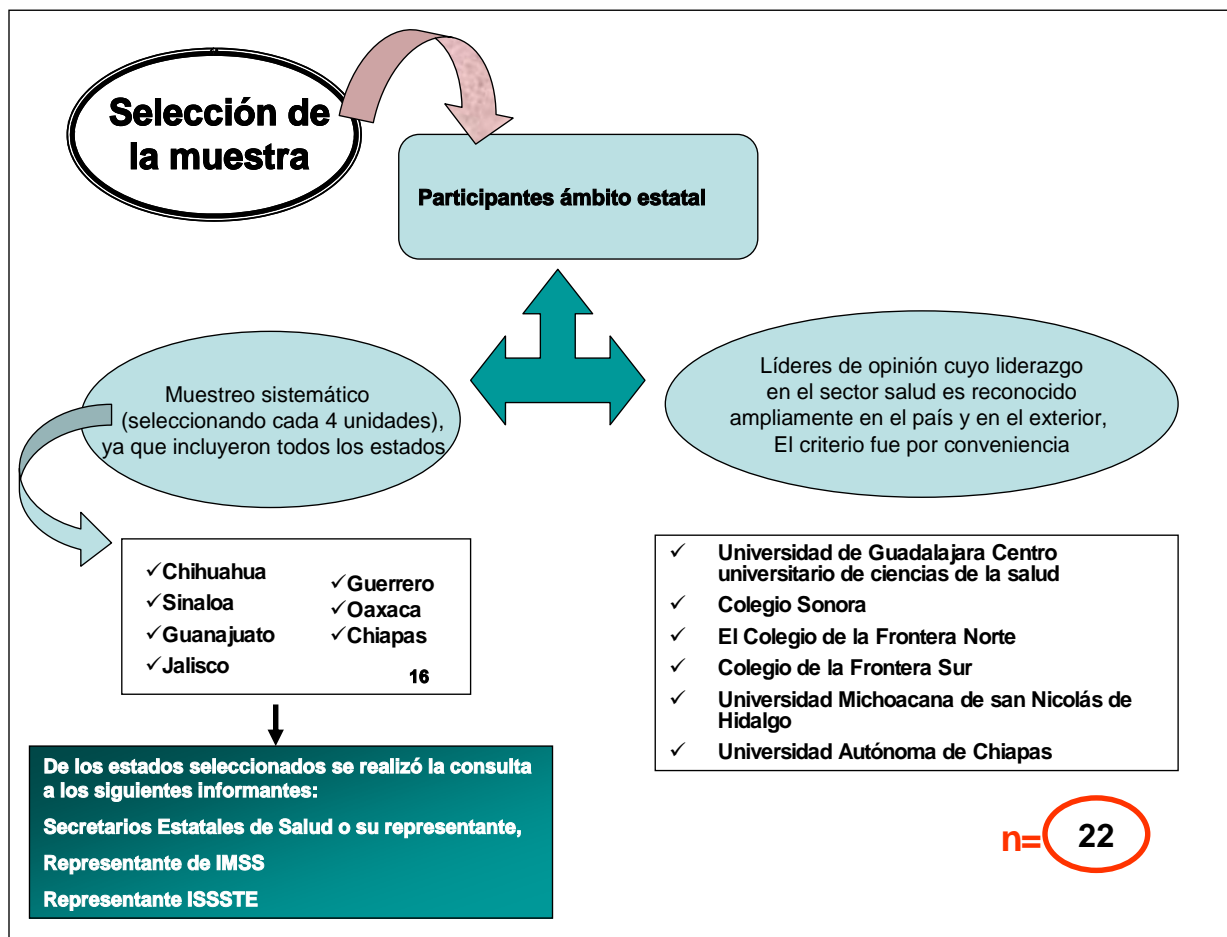 Selección de
la muestra
Participantes ámbito estatal
Muestreo sistemático
(seleccionando cada 4 unidades),
ya que incluyeron todos los estados
Líderes de opinión cuyo liderazgo
en el sector salud es reconocido
ampliamente en el país y en el exterior,
El criterio fue por conveniencia
✓Chihuahua
✓Sinaloa
✓Guanajuato
✓Jalisco
✓Guerrero
✓Oaxaca
✓Chiapas
16
De los estados seleccionados se realizó la consulta
a los siguientes informantes:
Secretarios Estatales de Salud o su representante,
Representante de IMSS
Representante ISSSTE
✓ Universidad de Guadalajara Centro
universitario de ciencias de la salud
✓ Colegio Sonora
✓ El Colegio de la Frontera Norte
✓ Colegio de la Frontera Sur
✓ Universidad Michoacana de san Nicolás de
Hidalgo
✓ Universidad Autónoma de Chiapas
n= 22